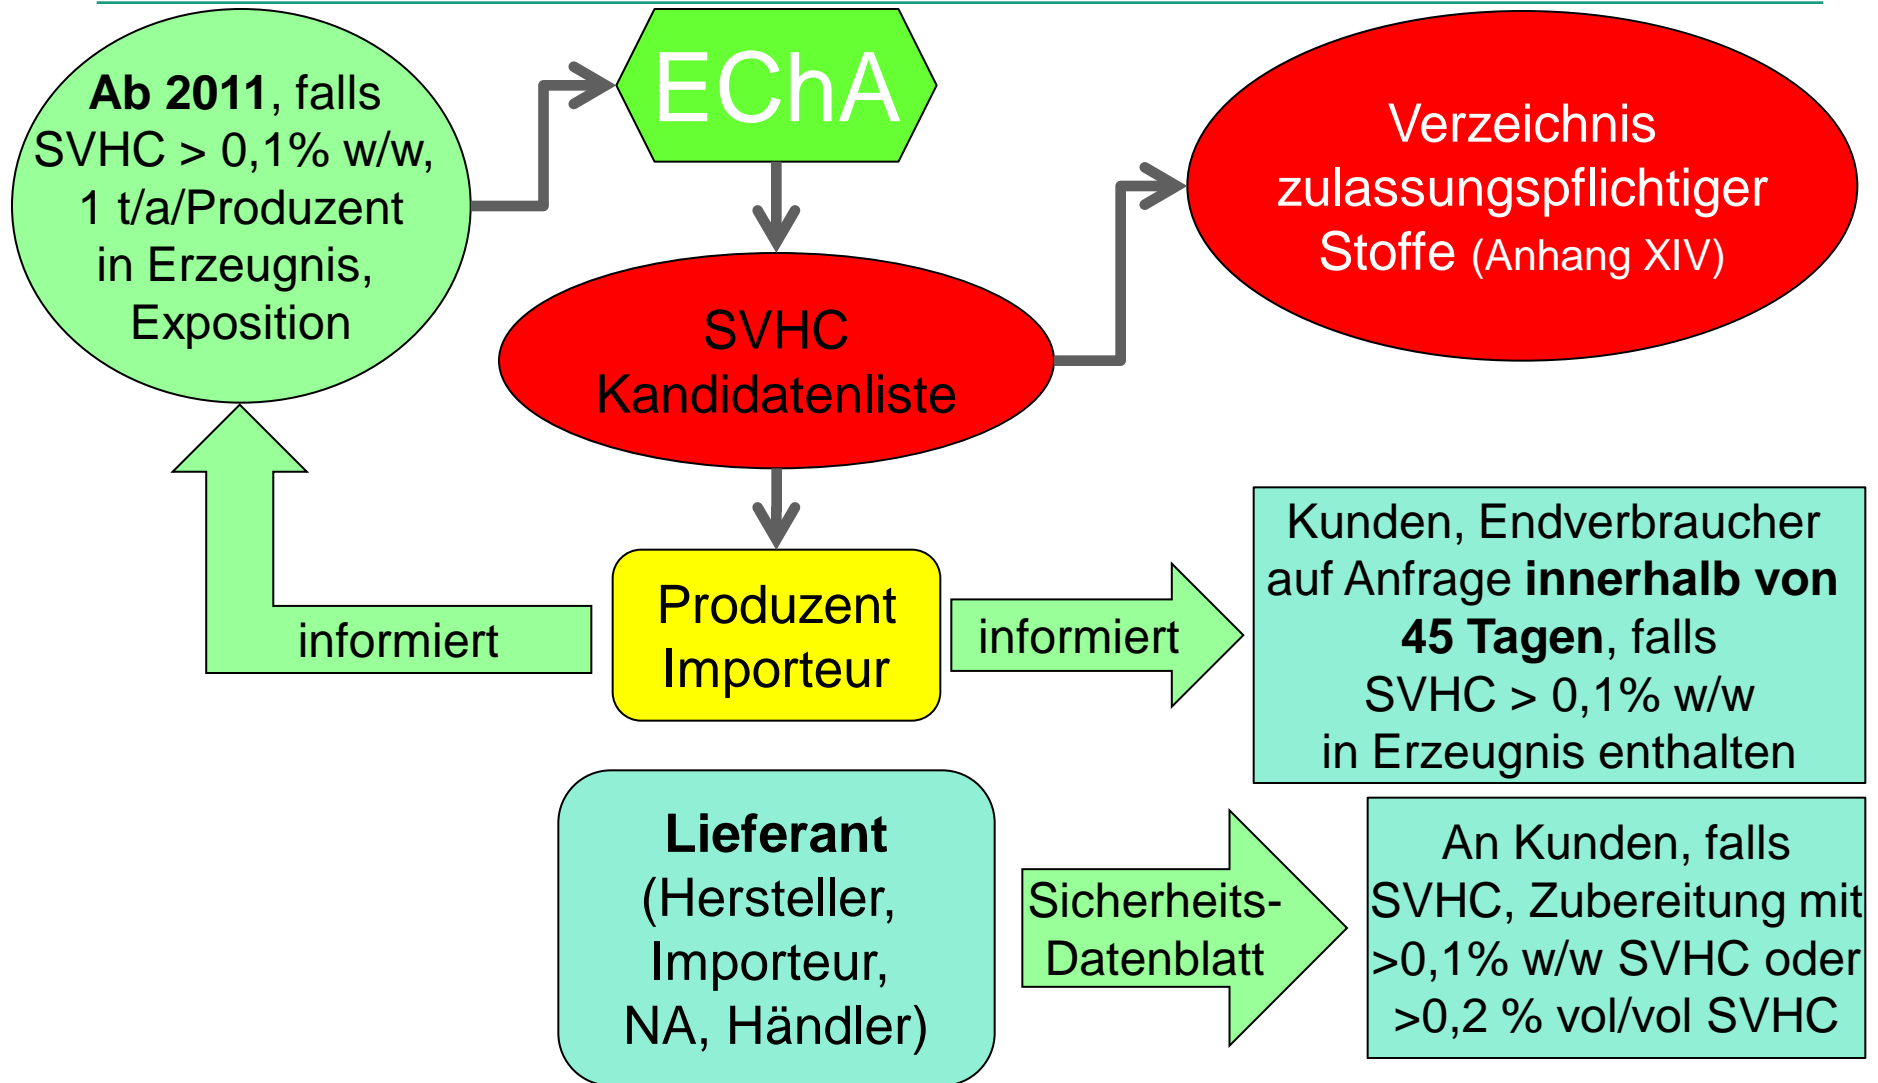 Ab 2011, falls
SVHC > 0,1% w/w,
1 t/a/Produzent
in Erzeugnis,
Exposition
EChA
Verzeichnis
zulassungspflichtiger
Stoffe (Anhang XIV)
SVHC
Kandidatenliste
informiert
Produzent
Importeur
informiert
Kunden, Endverbraucher
auf Anfrage innerhalb von
45 Tagen, falls
SVHC > 0,1% w/w
in Erzeugnis enthalten
Lieferant
(Hersteller,
Importeur,
NA, Händler)
Sicherheits-
Datenblatt
An Kunden, falls
SVHC, Zubereitung mit
>0,1% w/w SVHC oder
>0,2 % vol/vol SVHC